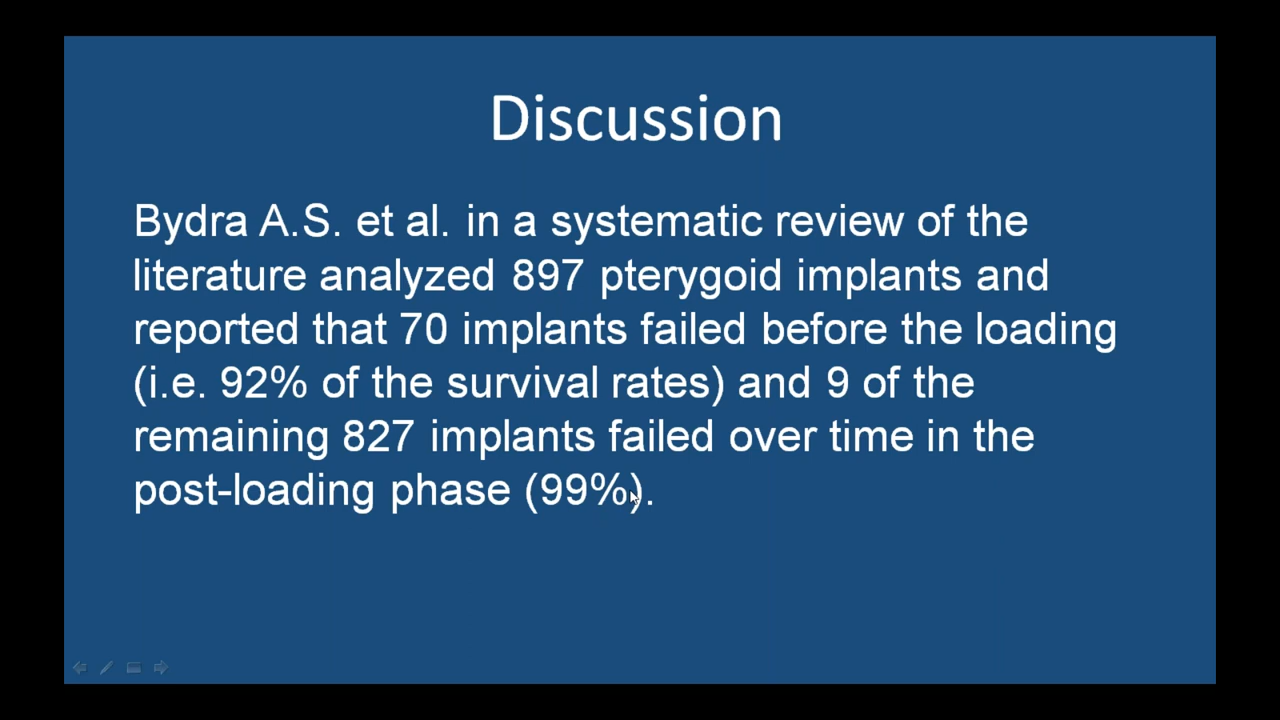 Discussion
Bydra A.S. et al. in a systematic review of the
literature analyzed 897 pterygoid implants and
reported that 70 implants failed before the loading
(i.e. 92% of the survival rates) and 9 of the
remaining 827 implants failed over time in the
post-loading phase (99%).